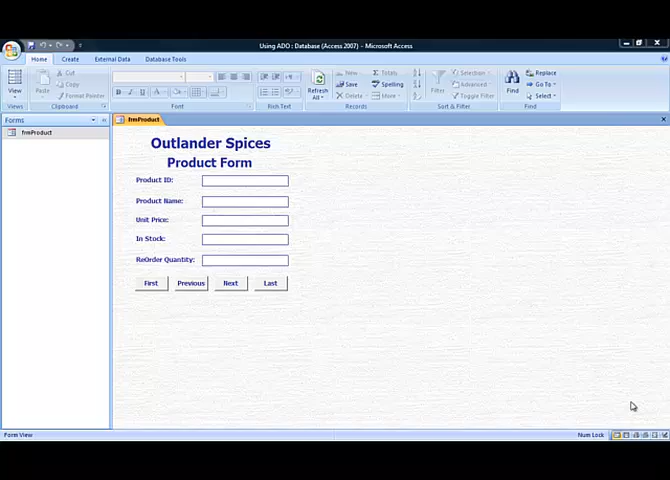 Using ADO : Database (Access 2007) - Microsoft Access
Home Create External Data Database Tools
View
Views
Paste
Cut
Copy
Format Painter
Clipboard
B I U A
Font
Rich Text
Refresh All
New
Save
Delete
Totals
Spelling
More
Records
Filter
Selection
Advanced
Toggle Filter
Sort & Filter
Find
Replace
Go To
Select
Find
Forms
frmProduct
frmProduct
Outlander Spices
Product Form
Product ID:
Product Name:
Unit Price:
In Stock:
ReOrder Quantity:
First Previous Next Last
Form View
Num Lock